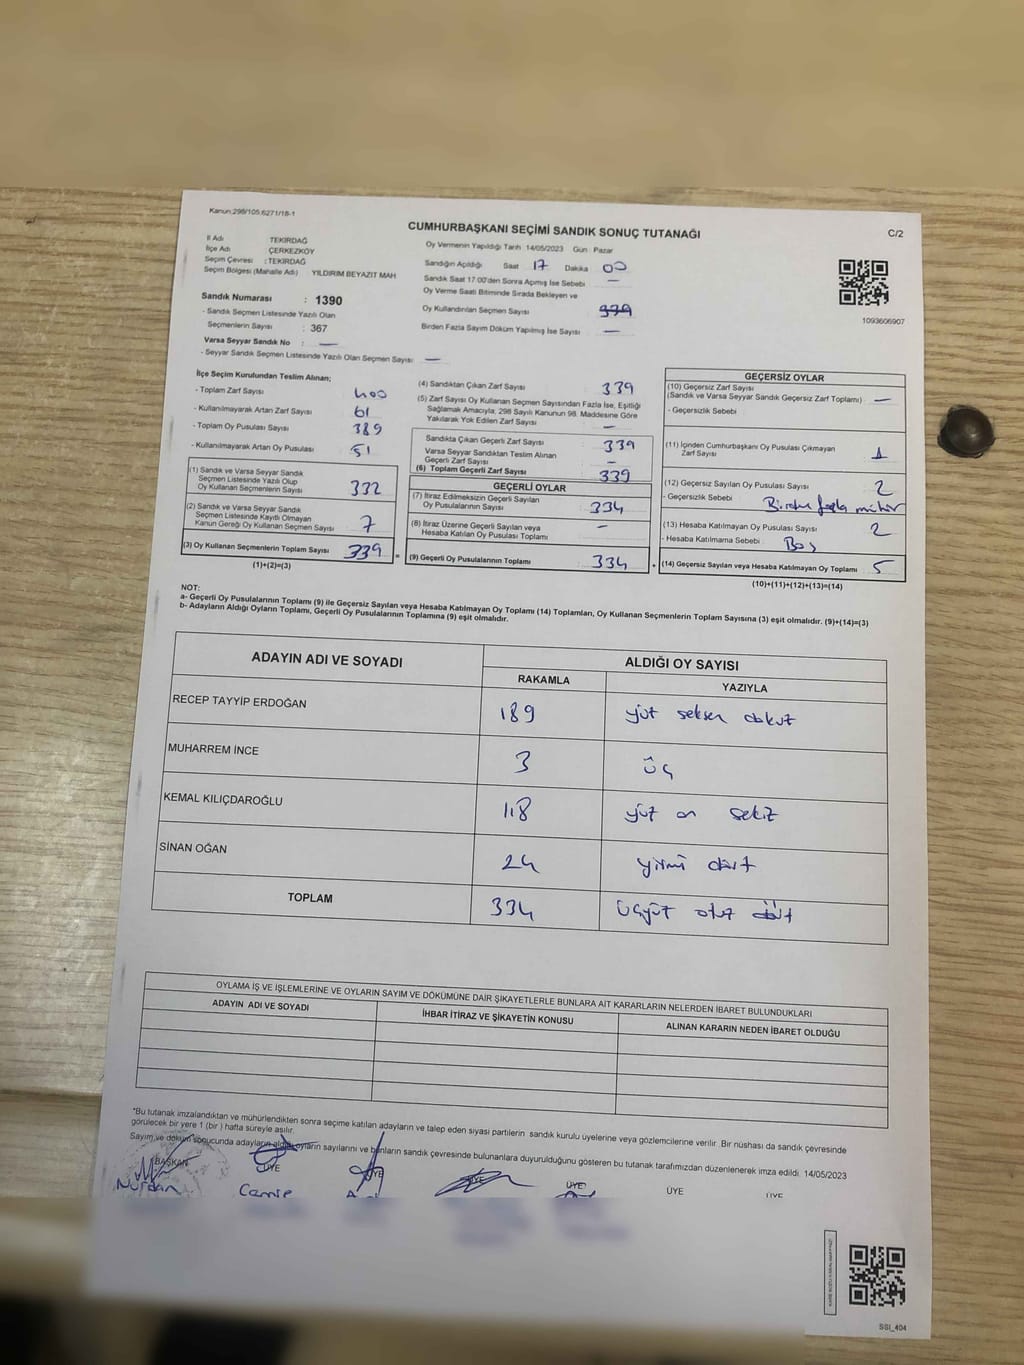 Kanun:298/105,6271/18-1
CUMHURBAŞKANI SEÇİMİ SANDIK SONUÇ TUTANAĞI
C/2
İl Adı TEKİRDAĞ
İlçe Adı ÇERKEZKÖY
Seçim Çevresi : TEKİRDAĞ
Seçim Bölgesi (Mahalle Adı) YILDIRIM BEYAZIT MAH
Oy Vermenin Yapıldığı Tarih 14/05/2023 Gün Pazar
Sandığın Açıldığı Saat 17 Dakika 00
Sandık Saat 17:00'den Sonra Açmış İse Sebebi —
Oy Verme Saati Bitiminde Sırada Bekleyen ve
Oy Kullandırılan Seçmen Sayısı 339
Birden Fazla Sayım Döküm Yapılmış İse Sayısı —
1093606907
Sandık Numarası : 1390
- Sandık Seçmen Listesinde Yazılı Olan
Seçmenlerin Sayısı : 367
Varsa Seyyar Sandık No : —
- Seyyar Sandık Seçmen Listesinde Yazılı Olan Seçmen Sayısı: —
İlçe Seçim Kurulundan Teslim Alınan;
- Toplam Zarf Sayısı 400
- Kullanılmayarak Artan Zarf Sayısı 61
- Toplam Oy Pusulası Sayısı 389
- Kullanılmayarak Artan Oy Pusulası 51
(1) Sandık ve Varsa Seyyar Sandık
Seçmen Listesinde Yazılı Olup
Oy Kullanan Seçmenlerin Sayısı 332
(2) Sandık ve Varsa Seyyar Sandık
Seçmen Listesinde Kayıtlı Olmayan
Kanun Gereği Oy Kullanan Seçmen Sayısı 7
(3) Oy Kullanan Seçmenlerin Toplam Sayısı 339
(1)+(2)=(3)
(4) Sandıktan Çıkan Zarf Sayısı 339
(5) Zarf Sayısı Oy Kullanan Seçmen Sayısından Fazla İse, Eşitliği
Sağlamak Amacıyla, 298 Sayılı Kanunun 98. Maddesine Göre
Yakılarak Yok Edilen Zarf Sayısı —
Sandıkta Çıkan Geçerli Zarf Sayısı 339
Varsa Seyyar Sandıktan Teslim Alınan
Geçerli Zarf Sayısı —
(6) Toplam Geçerli Zarf Sayısı 339
GEÇERLİ OYLAR
(7) İtiraz Edilmeksizin Geçerli Sayılan
Oy Pusulalarının Sayısı 334
(8) İtiraz Üzerine Geçerli Sayılan veya
Hesaba Katılan Oy Pusulası Toplamı —
= (9) Geçerli Oy Pusulalarının Toplamı 334
GEÇERSİZ OYLAR
(10) Geçersiz Zarf Sayısı
(Sandık ve Varsa Seyyar Sandık Geçersiz Zarf Toplamı) —
- Geçersizlik Sebebi
(11) İçinden Cumhurbaşkanı Oy Pusulası Çıkmayan
Zarf Sayısı 1
(12) Geçersiz Sayılan Oy Pusulası Sayısı 2
- Geçersizlik Sebebi Birden fazla mühür
(13) Hesaba Katılmayan Oy Pusulası Sayısı 2
- Hesaba Katılmama Sebebi : Boş
+ (14) Geçersiz Sayılan veya Hesaba Katılmayan Oy Toplamı 5
(10)+(11)+(12)+(13)=(14)
NOT:
a- Geçerli Oy Pusulalarının Toplamı (9) ile Geçersiz Sayılan veya Hesaba Katılmayan Oy Toplamı (14) Toplamları, Oy Kullanan Seçmenlerin Toplam Sayısına (3) eşit olmalıdır. (9)+(14)=(3)
b- Adayların Aldığı Oyların Toplamı, Geçerli Oy Pusulalarının Toplamına (9) eşit olmalıdır.
ADAYIN ADI VE SOYADI ALDIĞI OY SAYISI
RAKAMLA YAZIYLA
RECEP TAYYİP ERDOĞAN 189 yüz seksen dokuz
MUHARREM İNCE 3 üç
KEMAL KILIÇDAROĞLU 118 yüz on sekiz
SİNAN OĞAN 24 yirmi dört
TOPLAM 334 üçyüz otuz dört
OYLAMA İŞ VE İŞLEMLERİNE VE OYLARIN SAYIM VE DÖKÜMÜNE DAİR ŞİKAYETLERLE BUNLARA AİT KARARLARIN NELERDEN İBARET BULUNDUKLARI
ADAYIN ADI VE SOYADI İHBAR İTİRAZ VE ŞİKAYETİN KONUSU ALINAN KARARIN NEDEN İBARET OLDUĞU
*Bu tutanak imzalandıktan ve mühürlendikten sonra seçime katılan adayların ve talep eden siyasi partilerin sandık kurulu üyelerine veya gözlemcilerine verilir. Bir nüshası da sandık çevresinde
görülecek bir yere 1 (bir ) hafta süreyle asılır.
Sayım ve döküm sonucunda adayların aldığı oyların sayılarını ve bunların sandık çevresinde bulunanlara duyurulduğunu gösteren bu tutanak tarafımızdan düzenlenerek imza edildi. 14/05/2023
BAŞKAN ÜYE ÜYE ÜYE ÜYE ÜYE ÜYE
Nurdan
SSI_404